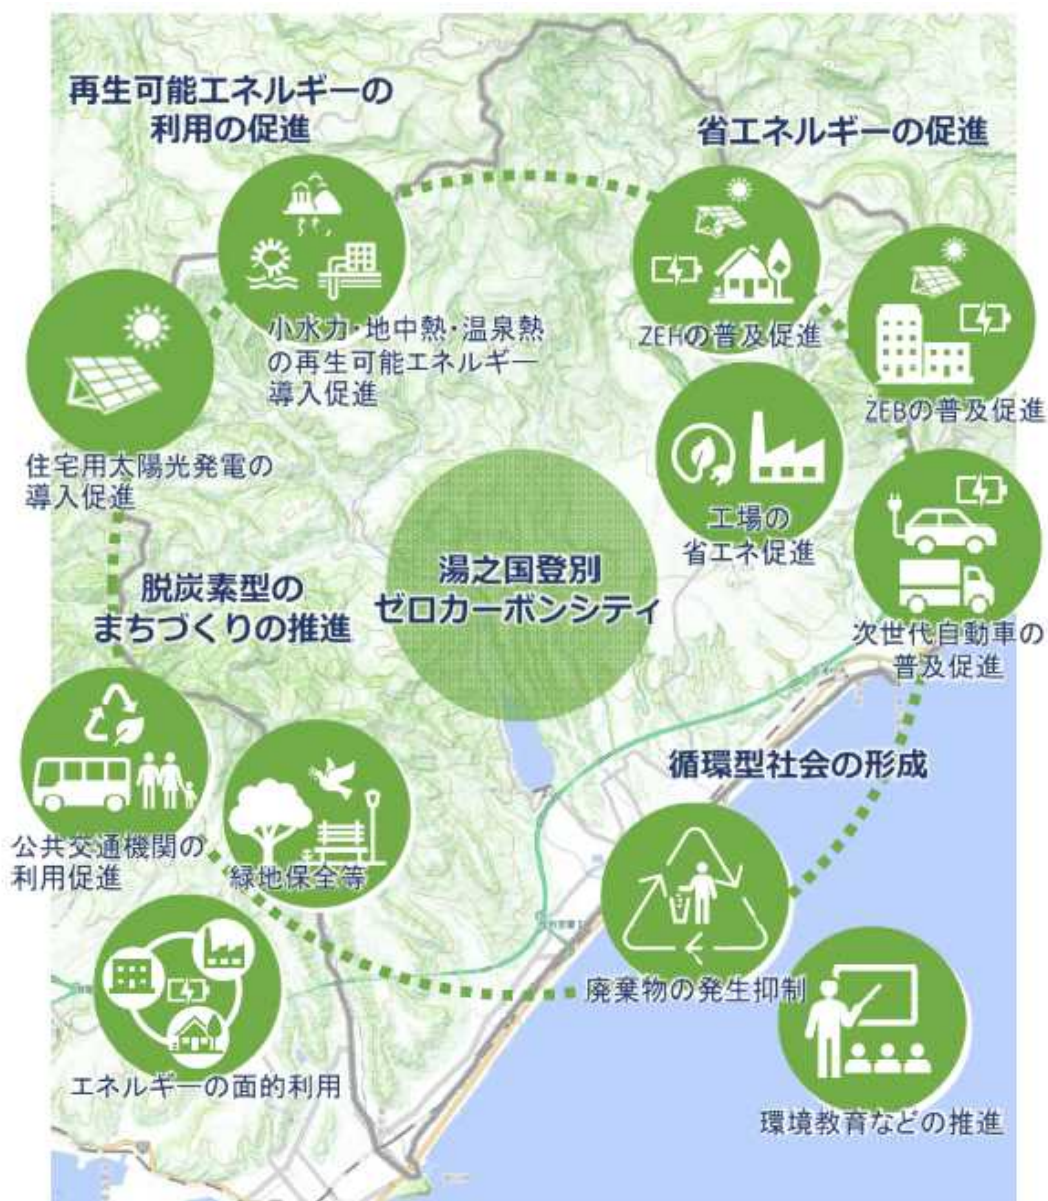 再生可能エネルギーの
利用の促進
小水力・地中熱・温泉熱
の再生可能エネルギー
導入促進
住宅用太陽光発電の
導入促進
省エネルギーの促進
ZEHの普及促進
ZEBの普及促進
工場の
省エネ促進
次世代自動車の
普及促進
湯之国登別
ゼロカーボンシティ
脱炭素型の
まちづくりの推進
公共交通機関の
利用促進
緑地保全等
エネルギーの面的利用
循環型社会の形成
廃棄物の発生抑制
環境教育などの推進